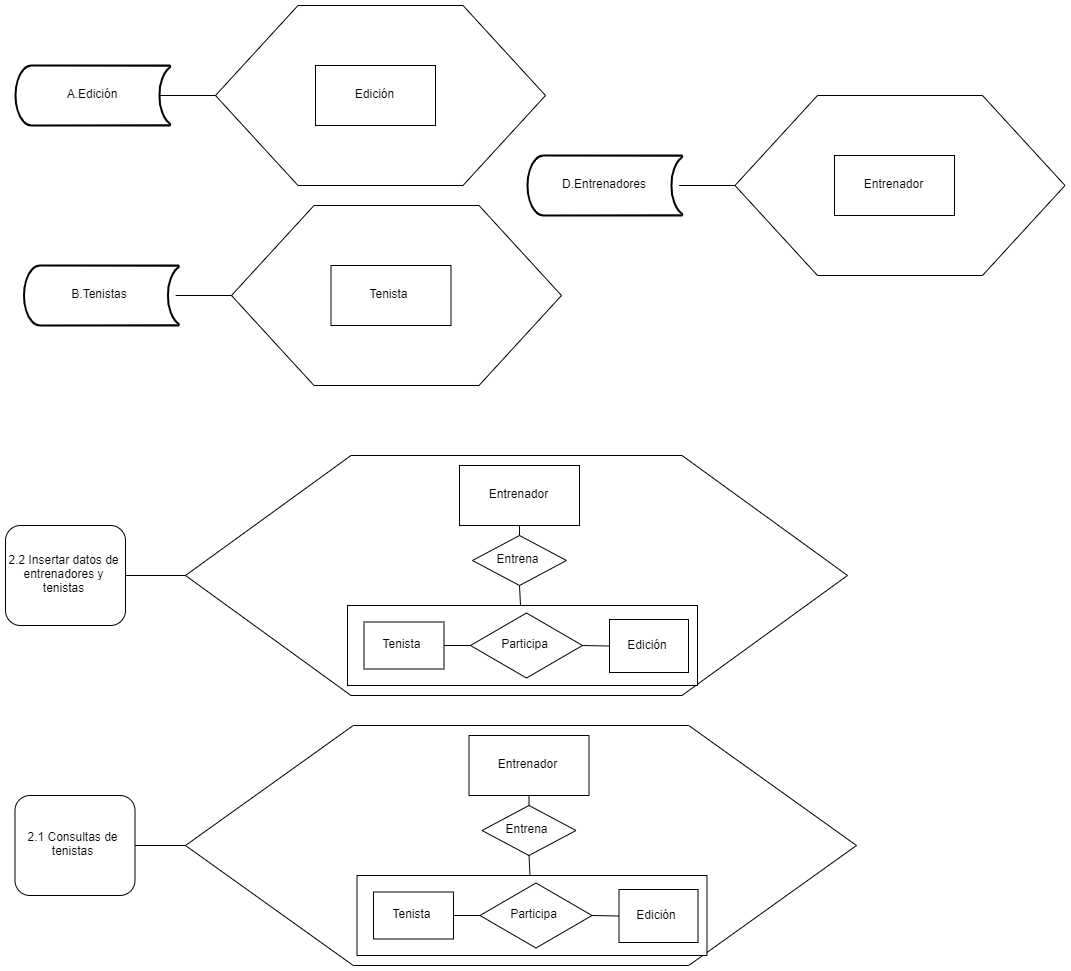 A.Edición
Edición
D.Entrenadores
Entrenador
B.Tenistas
Tenista
Entrenador
Entrena
2.2 Insertar datos de
entrenadores y
tenistas
Tenista
Participa
Edición
Entrenador
Entrena
2.1 Consultas de
tenistas
Tenista
Participa
Edición